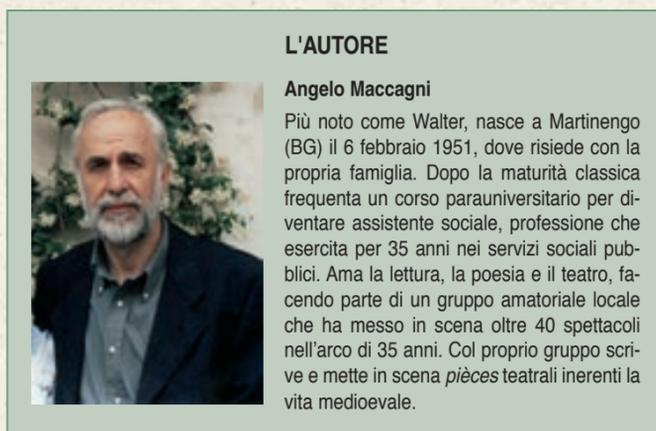 L'AUTORE
Angelo Maccagni
Più noto come Walter, nasce a Martinengo
(BG) il 6 febbraio 1951, dove risiede con la
propria famiglia. Dopo la maturità classica
frequenta un corso parauniversitario per di-
ventare assistente sociale, professione che
esercita per 35 anni nei servizi sociali pub-
blici. Ama la lettura, la poesia e il teatro, fa-
cendo parte di un gruppo amatoriale locale
che ha messo in scena oltre 40 spettacoli
nell'arco di 35 anni. Col proprio gruppo scri-
ve e mette in scena pièces teatrali inerenti la
vita medioevale.